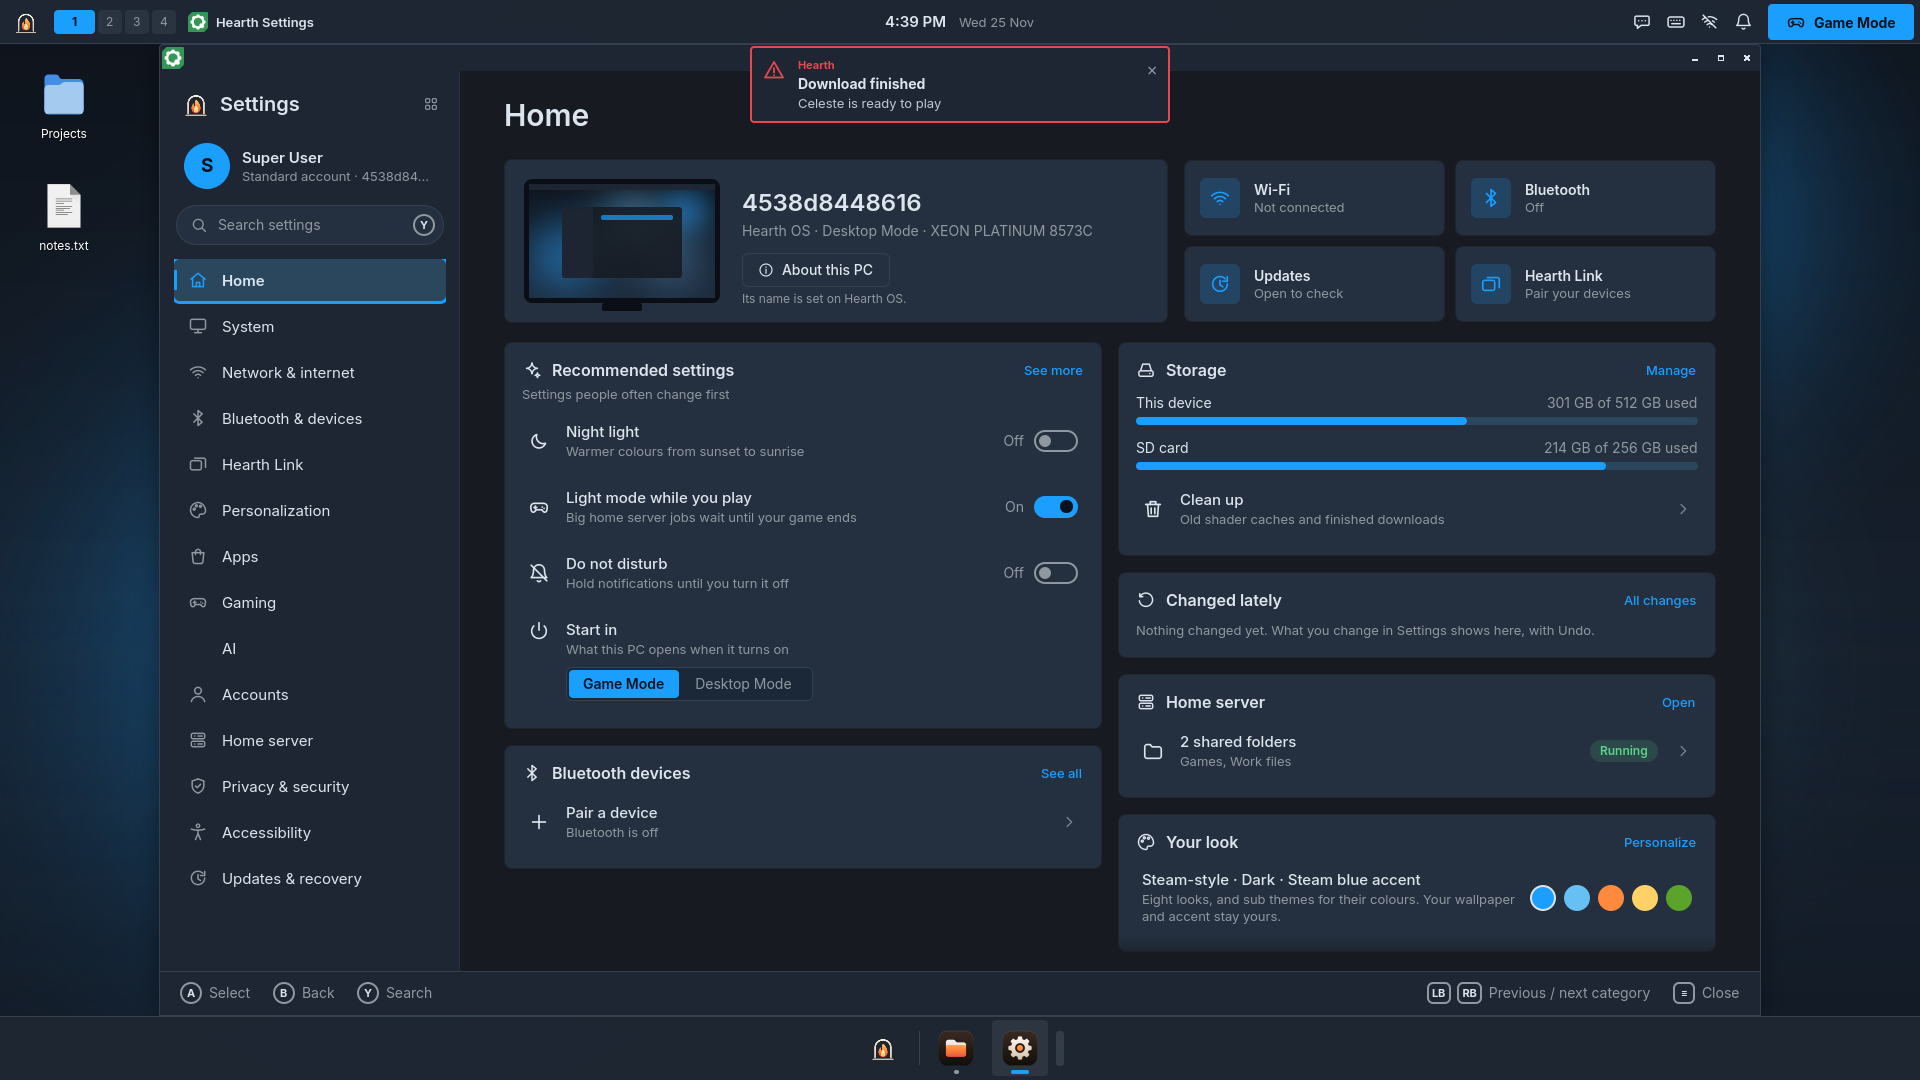 1
2
3
4
Hearth Settings
4:39 PM
Wed 25 Nov
Game Mode
Projects
notes.txt
Hearth
Download finished
Celeste is ready to play
Settings
S
Super User
Standard account · 4538d84...
Search settings
Y
Home
System
Network & internet
Bluetooth & devices
Hearth Link
Personalization
Apps
Gaming
AI
Accounts
Home server
Privacy & security
Accessibility
Updates & recovery
Home
4538d8448616
Hearth OS · Desktop Mode · XEON PLATINUM 8573C
About this PC
Its name is set on Hearth OS.
Wi-Fi
Not connected
Bluetooth
Off
Updates
Open to check
Hearth Link
Pair your devices
Recommended settings
See more
Settings people often change first
Night light
Warmer colours from sunset to sunrise
Off
Light mode while you play
Big home server jobs wait until your game ends
On
Do not disturb
Hold notifications until you turn it off
Off
Start in
What this PC opens when it turns on
Game Mode
Desktop Mode
Bluetooth devices
See all
Pair a device
Bluetooth is off
Storage
Manage
This device
301 GB of 512 GB used
SD card
214 GB of 256 GB used
Clean up
Old shader caches and finished downloads
Changed lately
All changes
Nothing changed yet. What you change in Settings shows here, with Undo.
Home server
Open
2 shared folders
Games, Work files
Running
Your look
Personalize
Steam-style · Dark · Steam blue accent
Eight looks, and sub themes for their colours. Your wallpaper
and accent stay yours.
A Select
B Back
Y Search
LB RB Previous / next category
Close